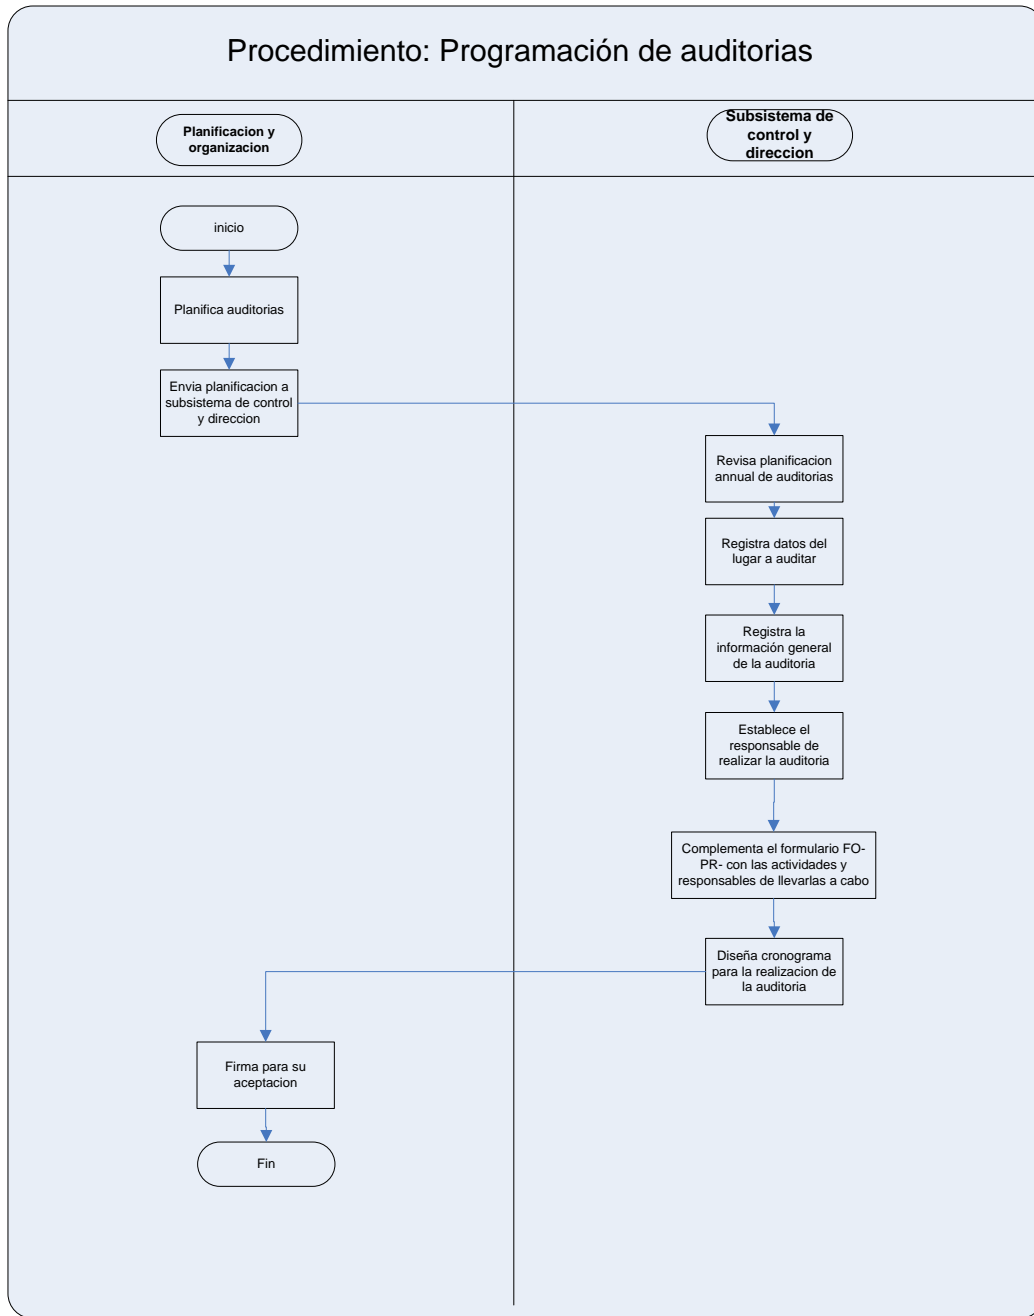 Procedimiento: Programación de auditorias
Planificacion y
organizacion
Subsistema de
control y
direccion
inicio
Planifica auditorias
Envia planificacion a
subsistema de control
y direccion
Revisa planificacion
annual de auditorias
Registra datos del
lugar a auditar
Registra la
información general
de la auditoria
Establece el
responsable de
realizar la auditoria
Complementa el formulario FO-
PR- con las actividades y
responsables de llevarlas a cabo
Diseña cronograma
para la realizacion de
la auditoria
Firma para su
aceptacion
Fin